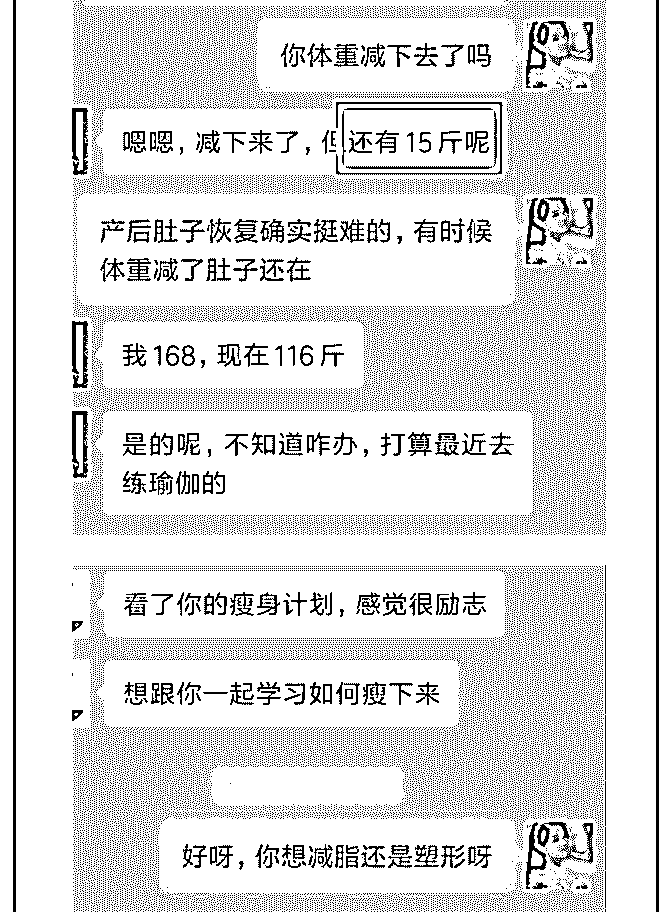 你体重减下去了吗
嗯嗯，减下来了，但还有15斤呢
产后肚子恢复确实挺难的，有时候
体重减了肚子还在
我168，现在116斤
是的呢，不知道咋办，打算最近去
练瑜伽的
看了你的瘦身计划，感觉很励志
想跟你一起学习如何瘦下来
好呀，你想减脂还是塑形呀